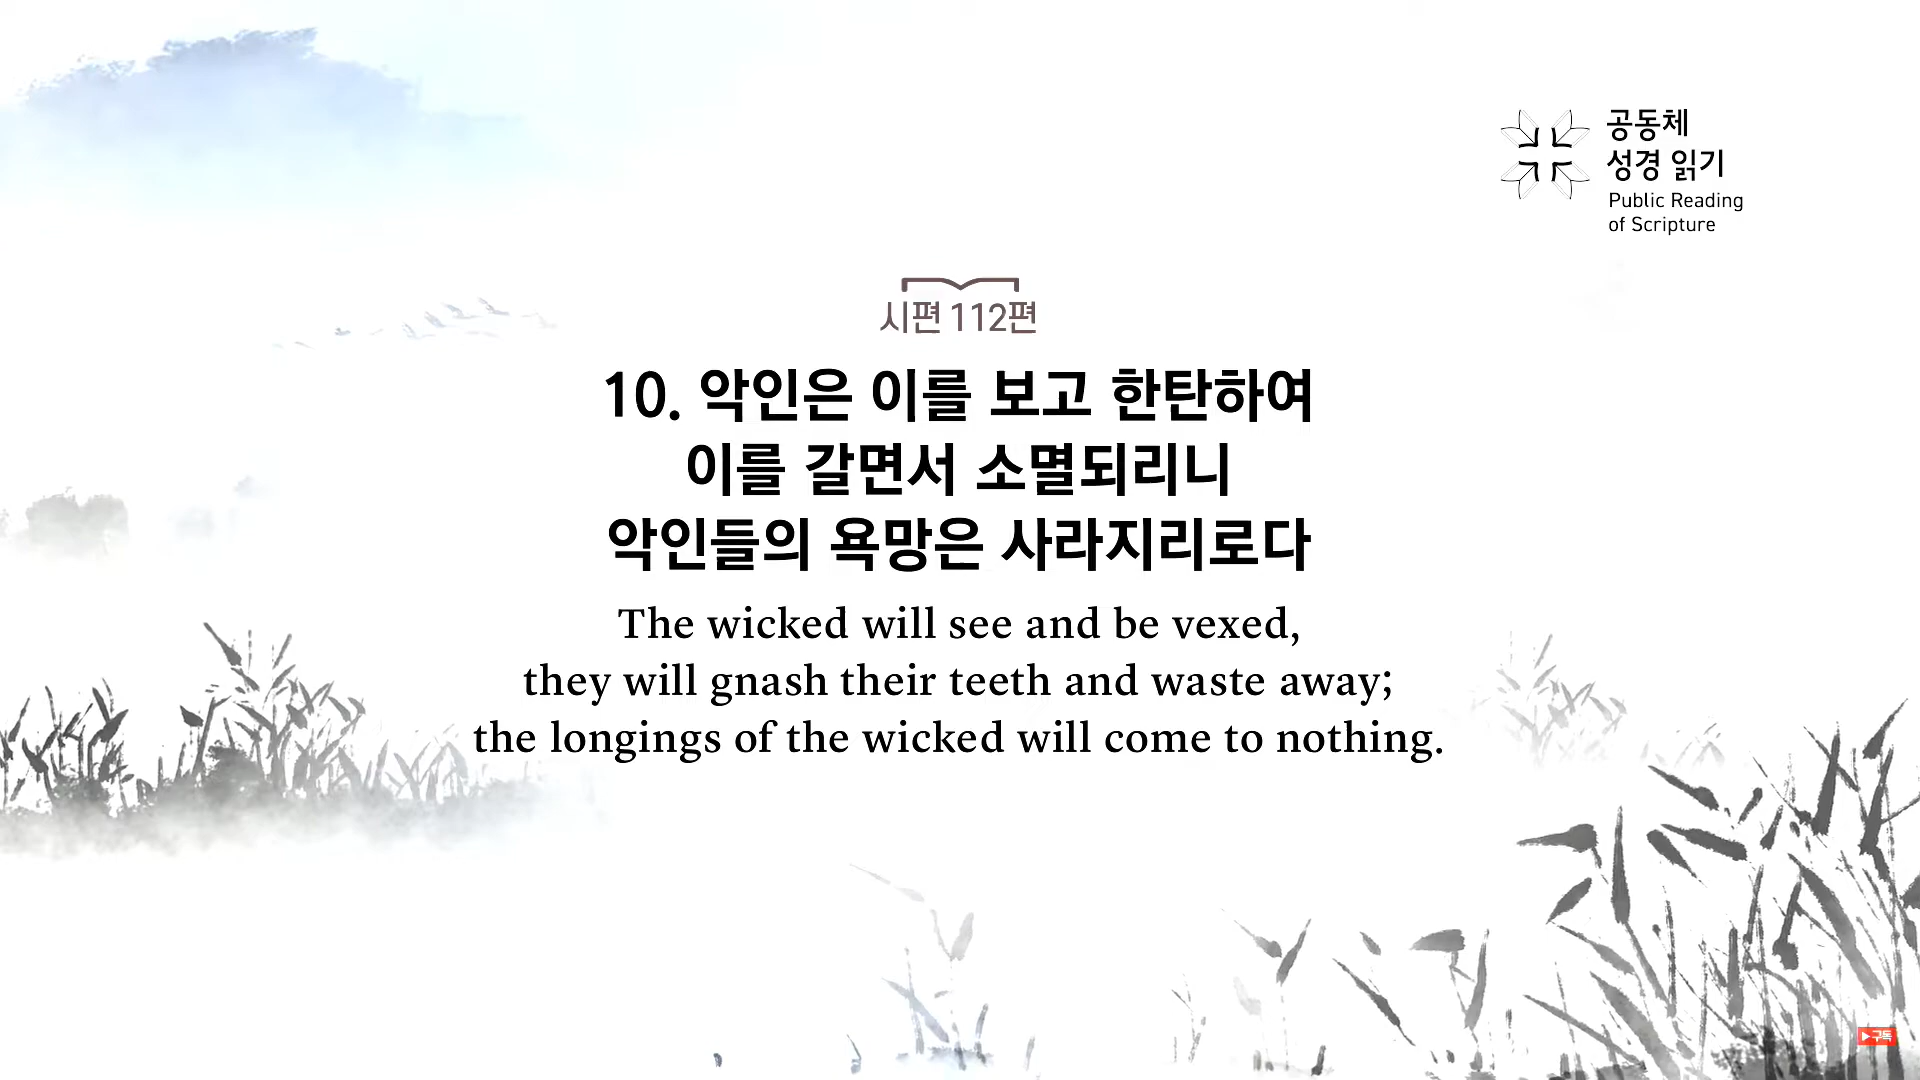 공동체
성경 읽기
Public Reading
of Scripture
시편 112편
10. 악인은 이를 보고 한탄하여
이를 갈면서 소멸되리니
악인들의 욕망은 사라지리로다
The wicked will see and be vexed,
they will gnash their teeth and waste away;
the longings of the wicked will come to nothing.
구독